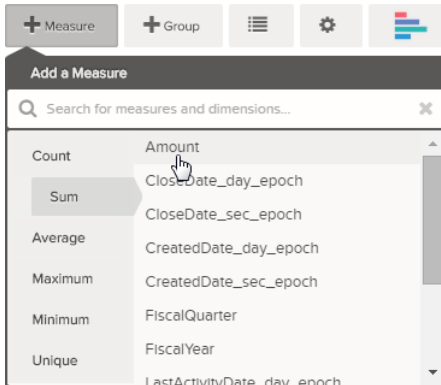 + Measure
+ Group
Add a Measure
Search for measures and dimensions...
Count
Sum
Average
Maximum
Minimum
Unique
Amount
CloseDate_day_epoch
CloseDate_sec_epoch
CreatedDate_day_epoch
CreatedDate_sec_epoch
FiscalQuarter
FiscalYear
LastActivityDate_day_epoch